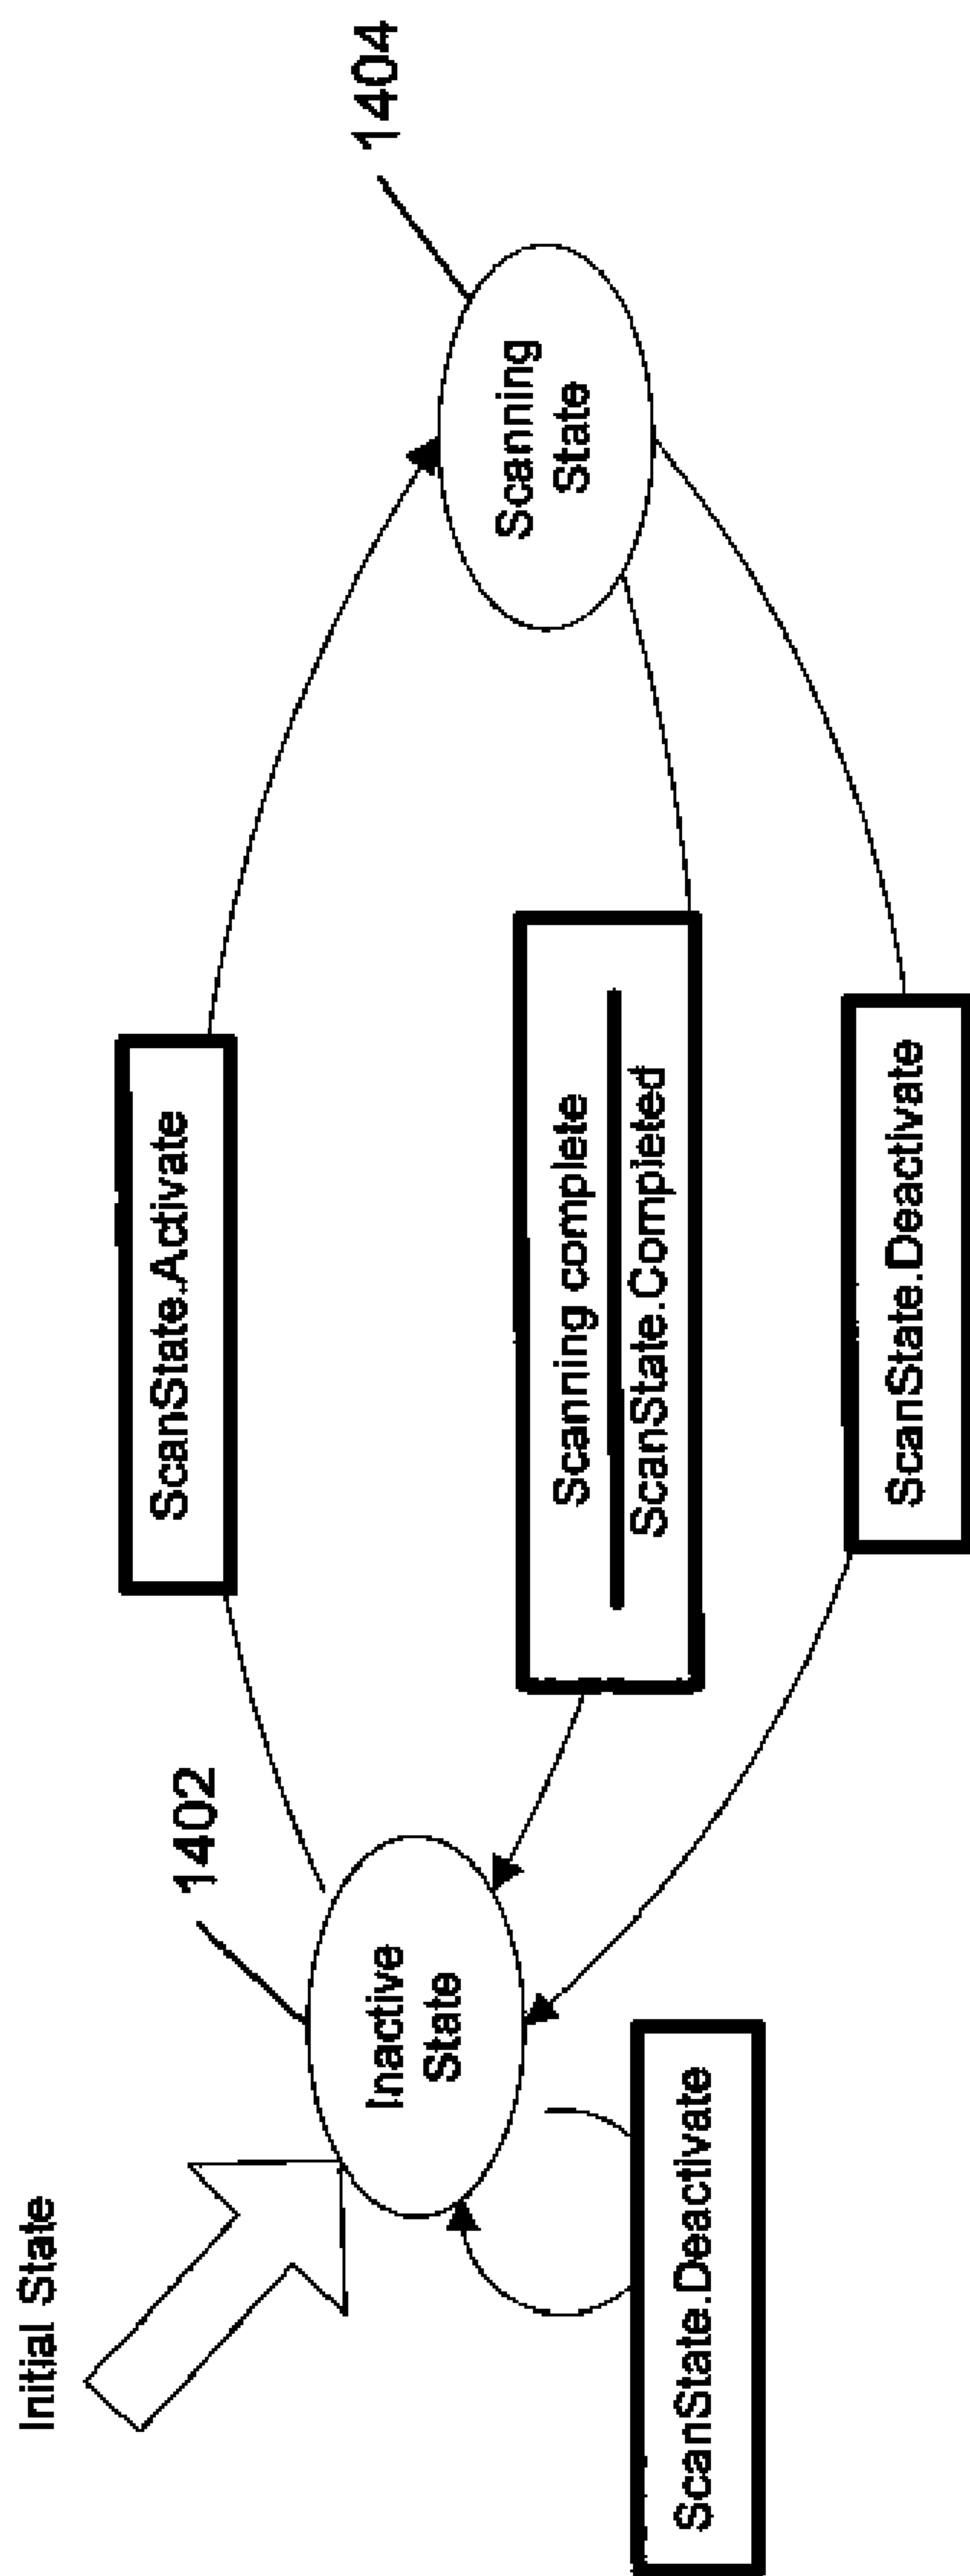 Initial State
1402
Inactive
State
ScanState.Deactivate
ScanState.Activate
Scanning complete
ScanState.Completed
ScanState.Deactivate
1404
Scanning
State